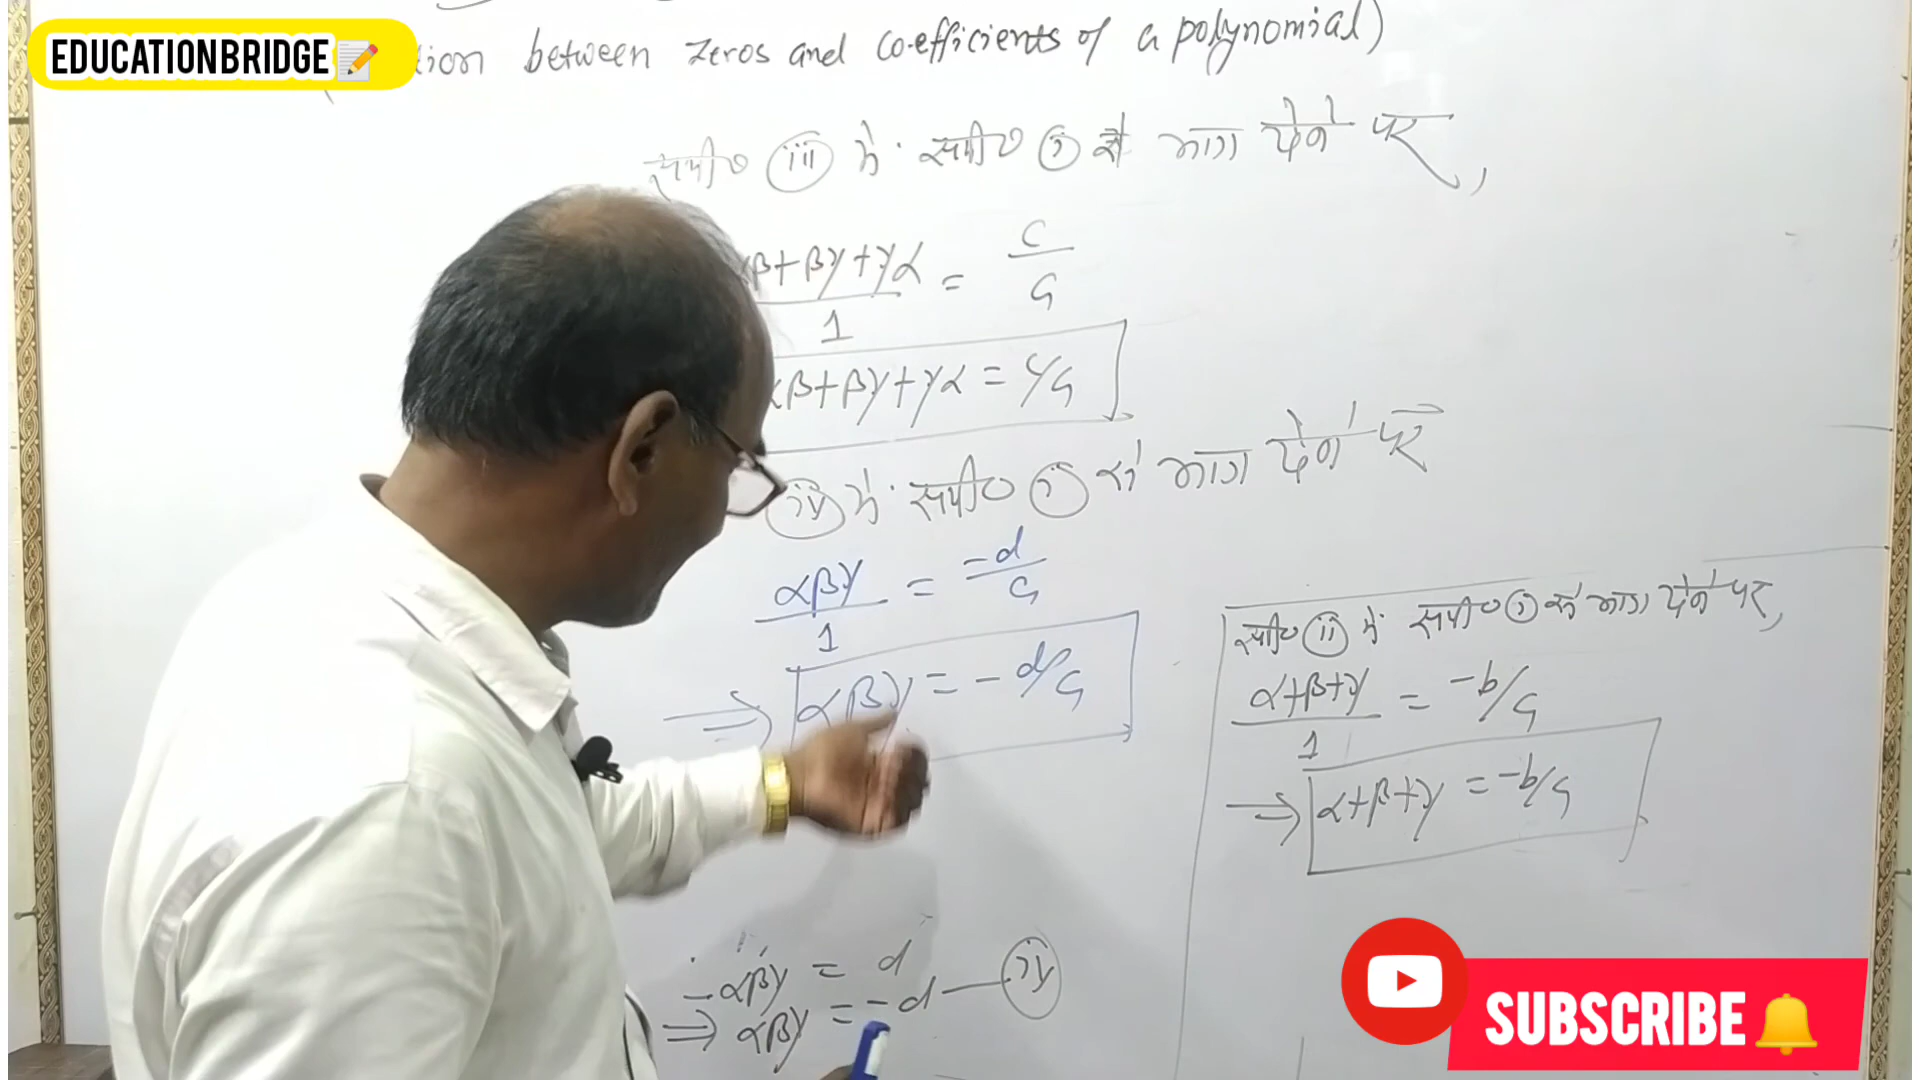 EDUCATIONBRIDGE
tion between zeros and co-efficients of a polynomial)
समी० (iii) में समी० (i) से भाग देने पर,
β+βγ+γα / 1 = c / a
αβ+βγ+γα = c/a
(iv) में समी० (i) से भाग देने पर
αβγ / 1 = -d / a
⇒ αβγ = -d/a
समी० (ii) में समी० (i) से भाग देने पर,
α+β+γ / 1 = -b/a
⇒ α+β+γ = -b/a
-αβγ = d
⇒ αβγ = -d — (iv)
SUBSCRIBE